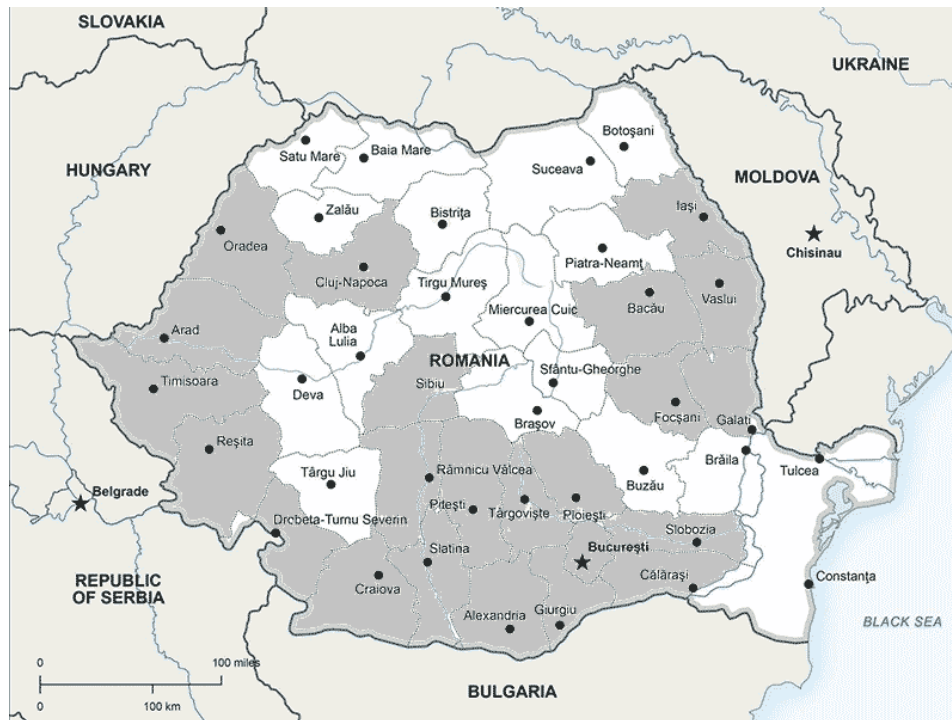 SLOVAKIA
UKRAINE
Botoşani
Baia Mare
Satu Mare
Suceava
HUNGARY
MOLDOVA
Iaşi
Zalău
Bistriţa
Oradea
Chisinau
Piatra-Neamţ
Cluj-Napoca
Tirgu Mureş
Vaslui
Bacău
Miercurea Cuic
Arad
Alba
Lulia
ROMANIA
Sfântu-Gheorghe
Timisoara
Sibiu
Deva
Focşani
Braşov
Galati
Reşita
Brăila
Târgu Jiu
Râmnicu Vâlcea
Tulcea
Buzău
Belgrade
Piteşti
Târgovişte
Ploieşti
Drobeta-Turnu Severin
Slobozia
Slatina
Bucureşti
REPUBLIC
OF SERBIA
Craiova
Călăraşi
Constanţa
Alexandria
Giurgiu
BLACK SEA
0
100 miles
BULGARIA
0
100 km